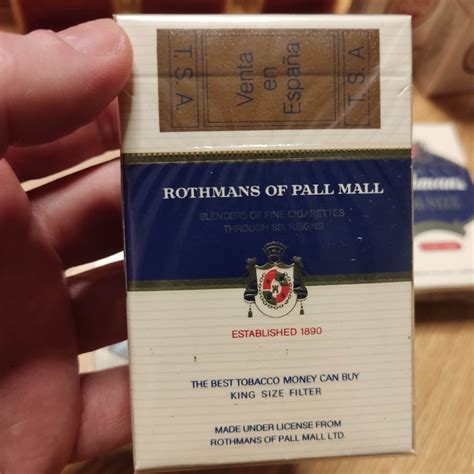 T.S.A.
Venta
en
España
T.S.A.
ROTHMANS OF PALL MALL
BLENDERS OF FINE CIGARETTES
THROUGH SIX REIGNS
ESTABLISHED 1890
THE BEST TOBACCO MONEY CAN BUY
KING SIZE FILTER
MADE UNDER LICENSE FROM
ROTHMANS OF PALL MALL LTD
SIZE